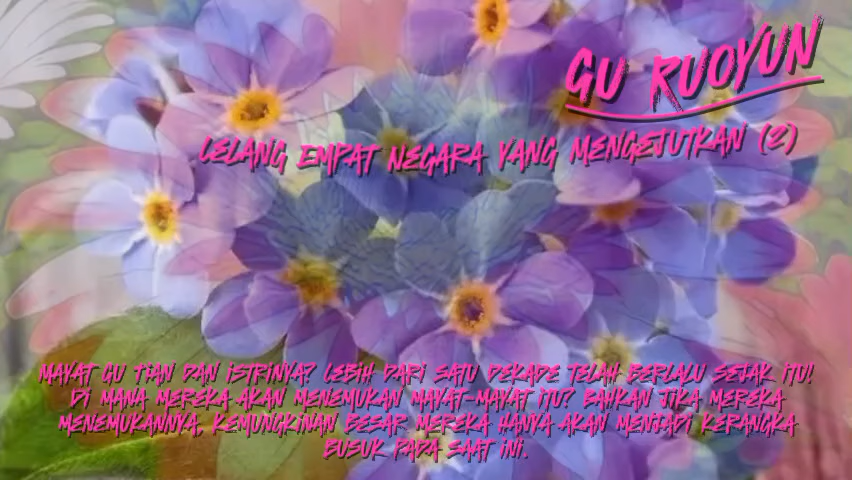 GU RUOYUN
LELANG EMPAT NEGARA YANG MENGEJUTKAN (2)
MAYAT GU TIAN DAN ISTRINYA? LEBIH DARI SATU DEKADE TELAH BERLALU SEJAK ITU!
DI MANA MEREKA AKAN MENEMUKAN MAYAT-MAYAT ITU? BAHKAN JIKA MEREKA
MENEMUKANNYA, KEMUNGKINAN BESAR MEREKA HANYA AKAN MENJADI KERANGKA
BUSUK PADA SAAT INI.